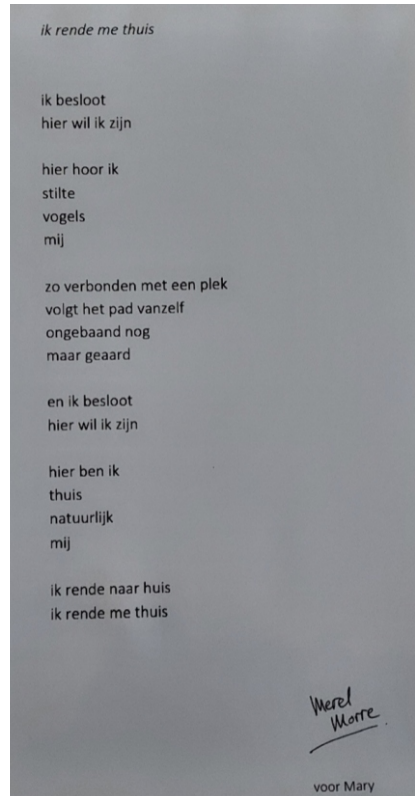 ik rende me thuis
ik besloot
hier wil ik zijn
hier hoor ik
stilte
vogels
mij
zo verbonden met een plek
volgt het pad vanzelf
ongebaand nog
maar geaard
en ik besloot
hier wil ik zijn
hier ben ik
thuis
natuurlijk
mij
ik rende naar huis
ik rende me thuis
Merel
Morre
voor Mary